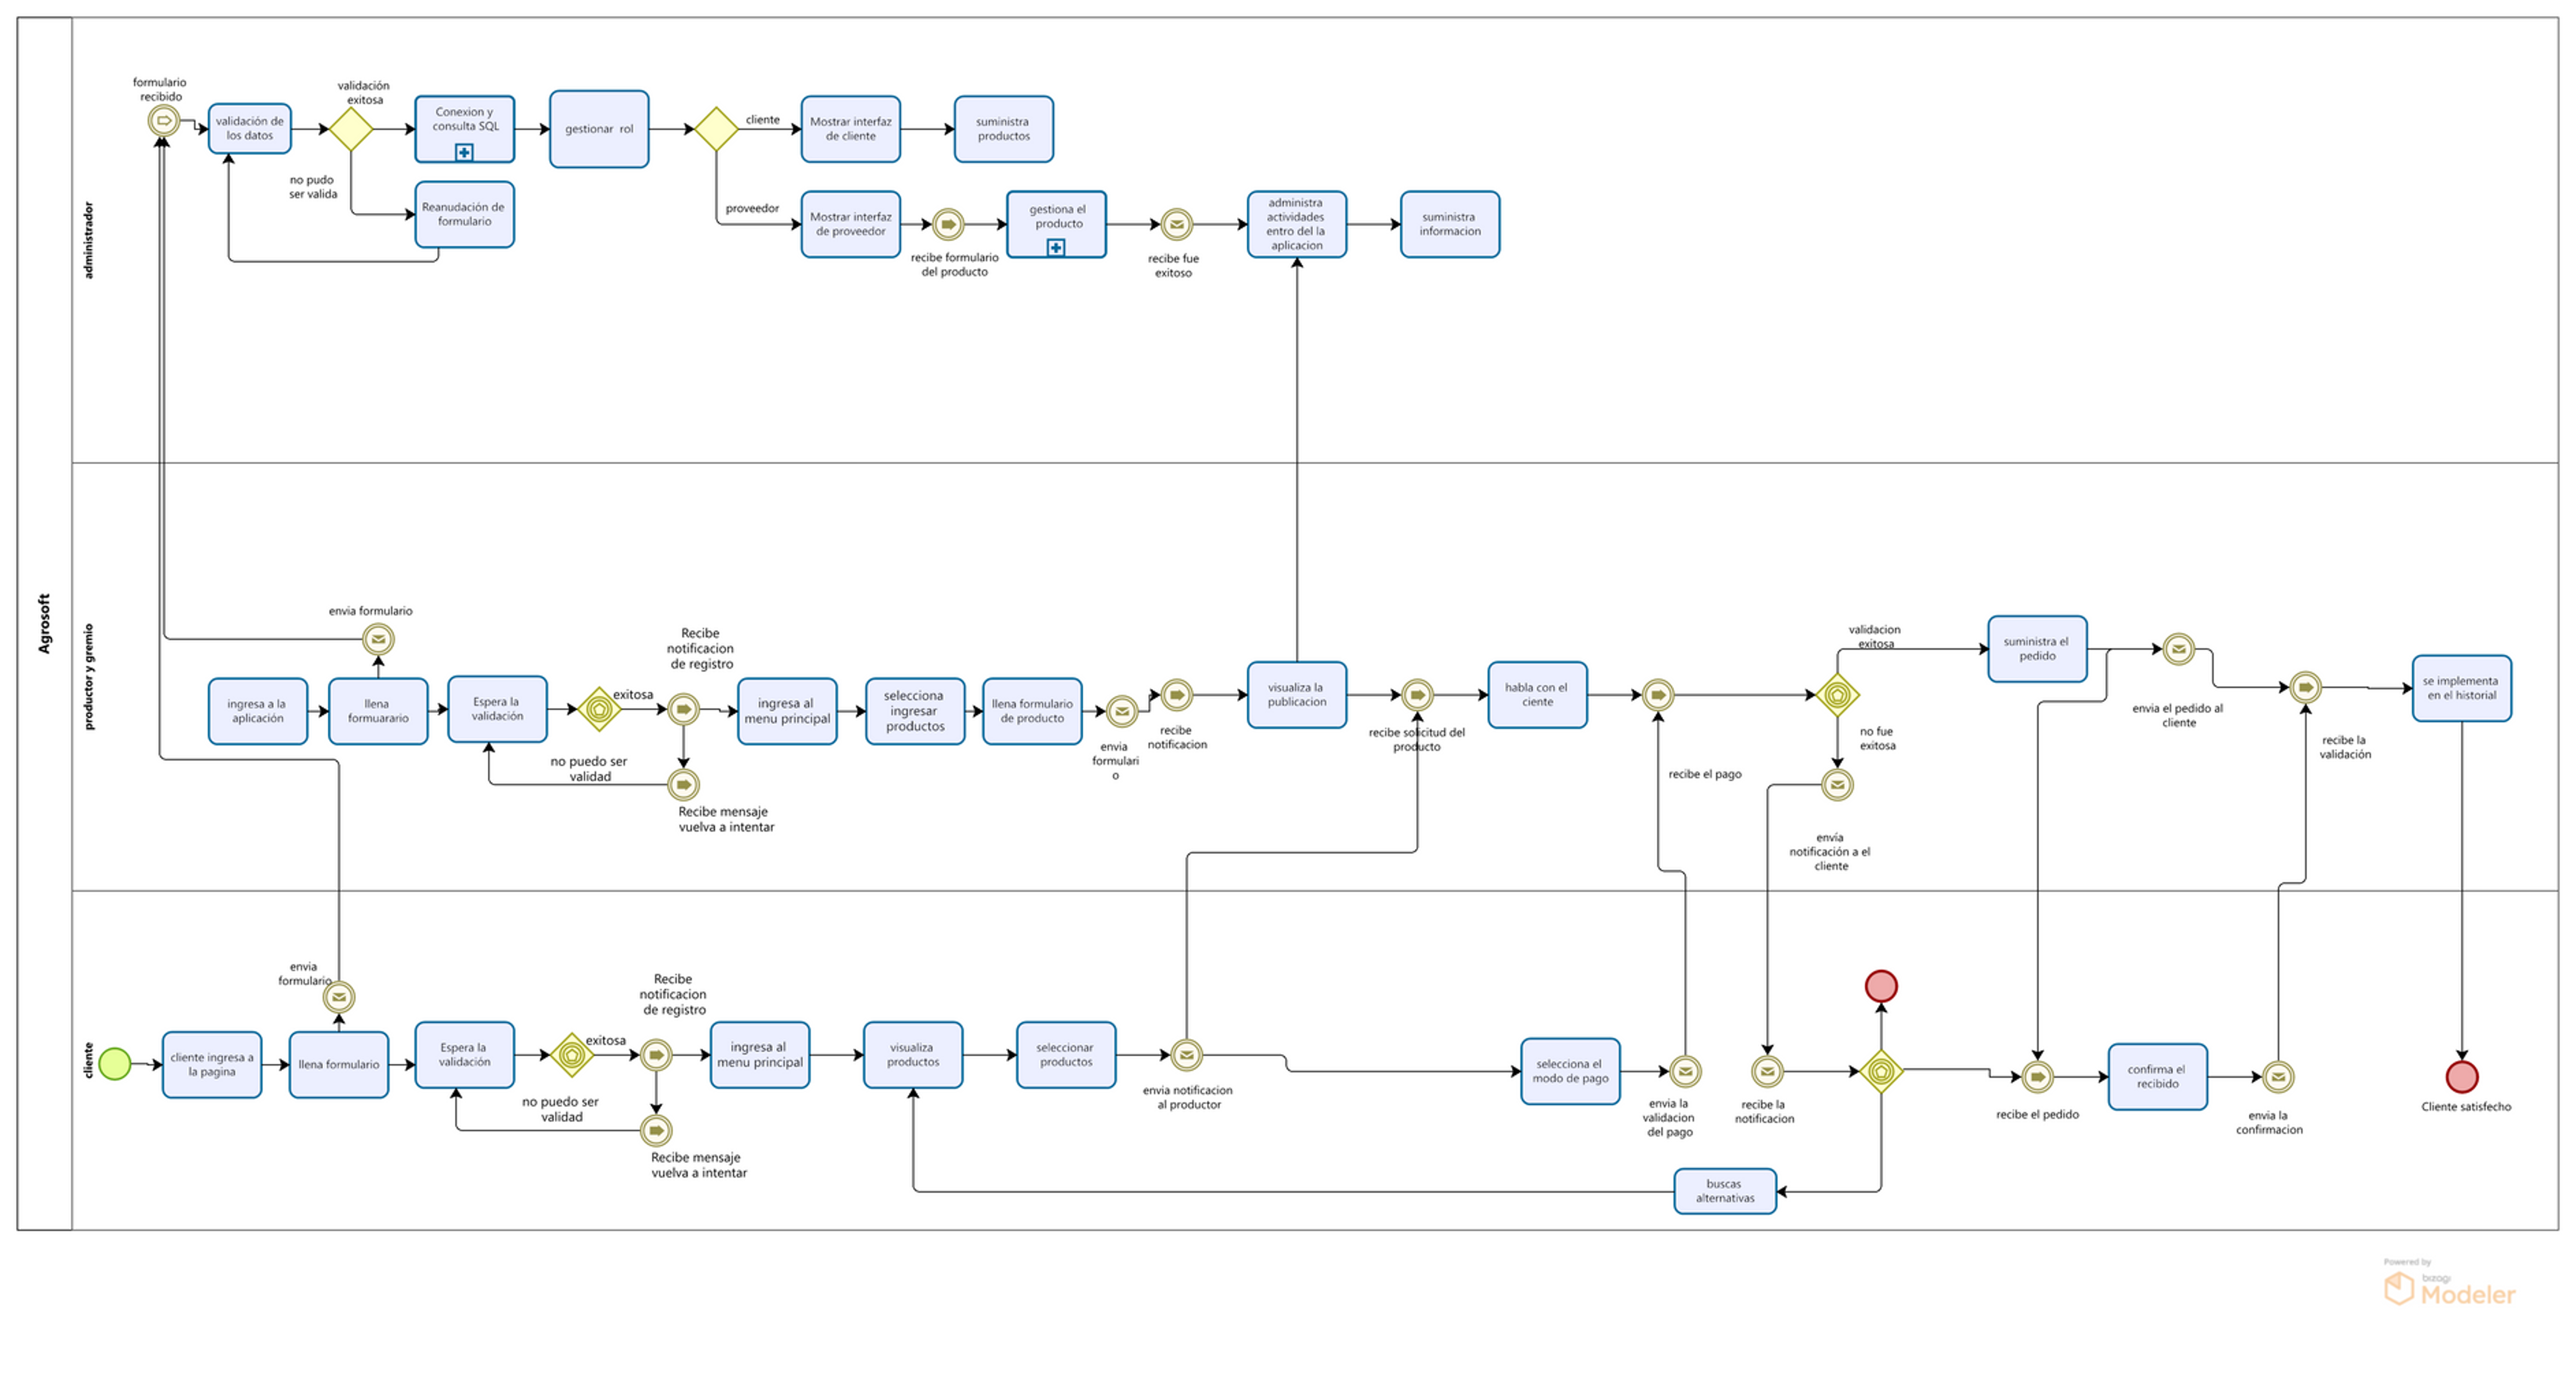 Agrosoft
administrador
formulario
recibido
validación de
los datos
validación
exitosa
no pudo
ser valida
Conexion y
consulta SQL
Reanudación de
formulario
gestionar rol
cliente
Mostrar interfaz
de cliente
suministra
productos
proveedor
Mostrar interfaz
de proveedor
recibe formulario
del producto
gestiona el
producto
recibe fue
exitoso
administra
actividades
entro del la
aplicacion
suministra
informacion
productor y gremio
envia formulario
ingresa a la
aplicación
llena
formuarario
Espera la
validación
exitosa
Recibe
notificacion
de registro
no puedo ser
validad
Recibe mensaje
vuelva a intentar
ingresa al
menu principal
selecciona
ingresar
productos
llena formulario
de producto
envia
formulari
o
recibe
notificacion
visualiza la
publicacion
recibe solicitud del
producto
habla con el
ciente
recibe el pago
validacion
exitosa
no fue
exitosa
envía
notificación a el
cliente
suministra el
pedido
envia el pedido al
cliente
recibe la
validación
se implementa
en el historial
cliente
cliente ingresa a
la pagina
envia
formulario
llena formulario
Espera la
validación
exitosa
Recibe
notificacion
de registro
no puedo ser
validad
Recibe mensaje
vuelva a intentar
ingresa al
menu principal
visualiza
productos
seleccionar
productos
envia notificacion
al productor
selecciona el
modo de pago
envia la
validacion
del pago
recibe la
notificacion
buscas
alternativas
recibe el pedido
confirma el
recibido
envia la
confirmacion
Cliente satisfecho
Powered by
bizagi
Modeler